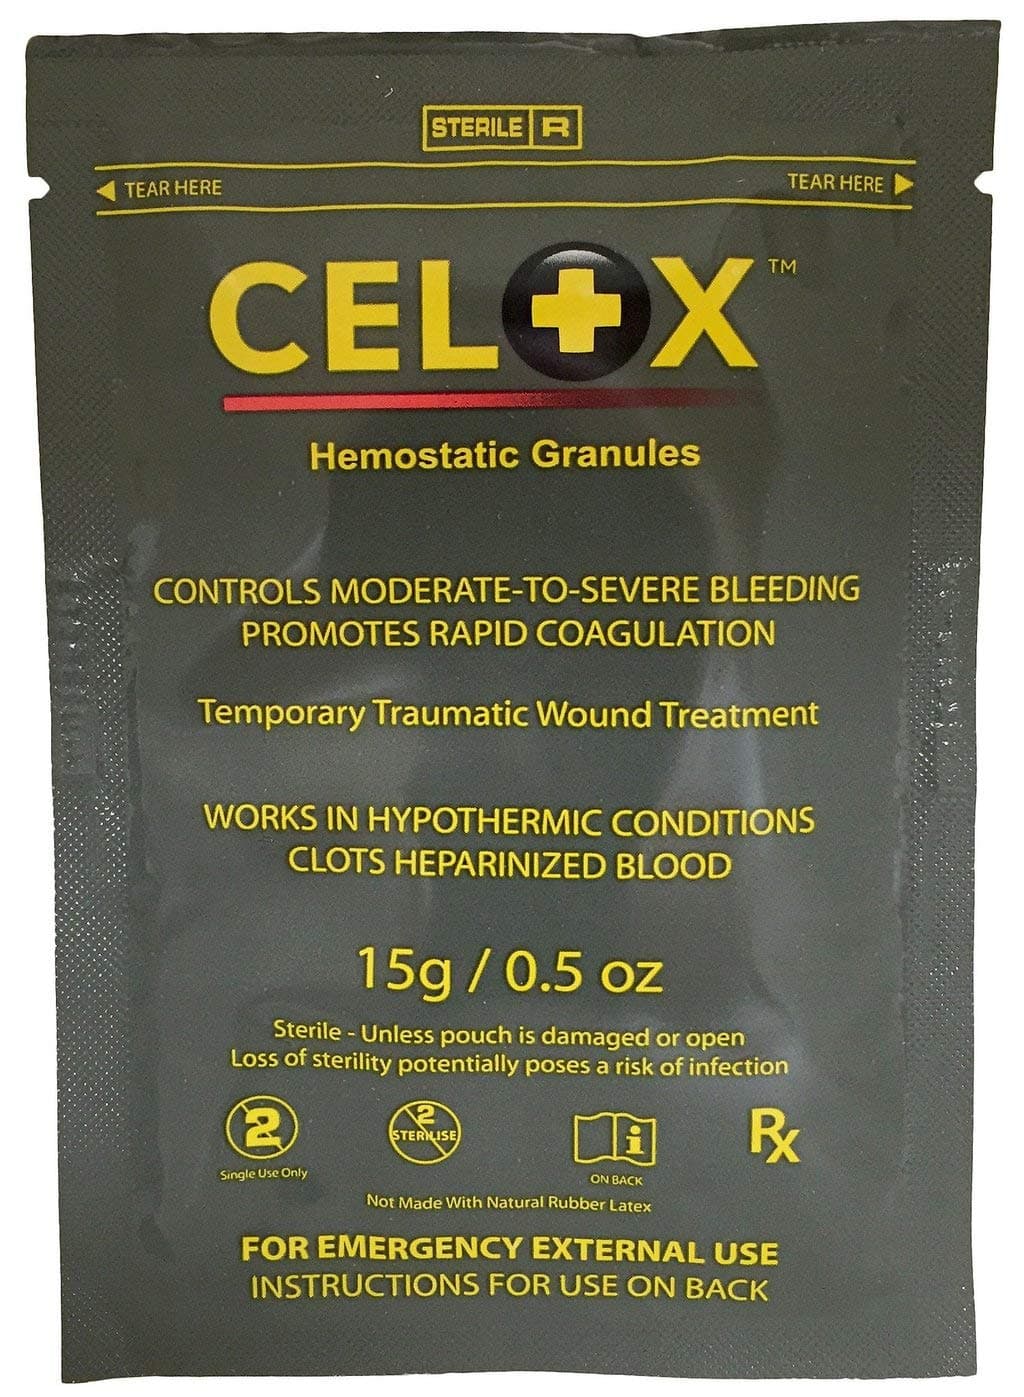 STERILE R
TEAR HERE TEAR HERE
CELOX™
Hemostatic Granules
CONTROLS MODERATE-TO-SEVERE BLEEDING
PROMOTES RAPID COAGULATION
Temporary Traumatic Wound Treatment
WORKS IN HYPOTHERMIC CONDITIONS
CLOTS HEPARINIZED BLOOD
15g / 0.5 oz
Sterile - Unless pouch is damaged or open
Loss of sterility potentially poses a risk of infection
2 2 STERILISE i Rx
Single Use Only ON BACK
Not Made With Natural Rubber Latex
FOR EMERGENCY EXTERNAL USE
INSTRUCTIONS FOR USE ON BACK